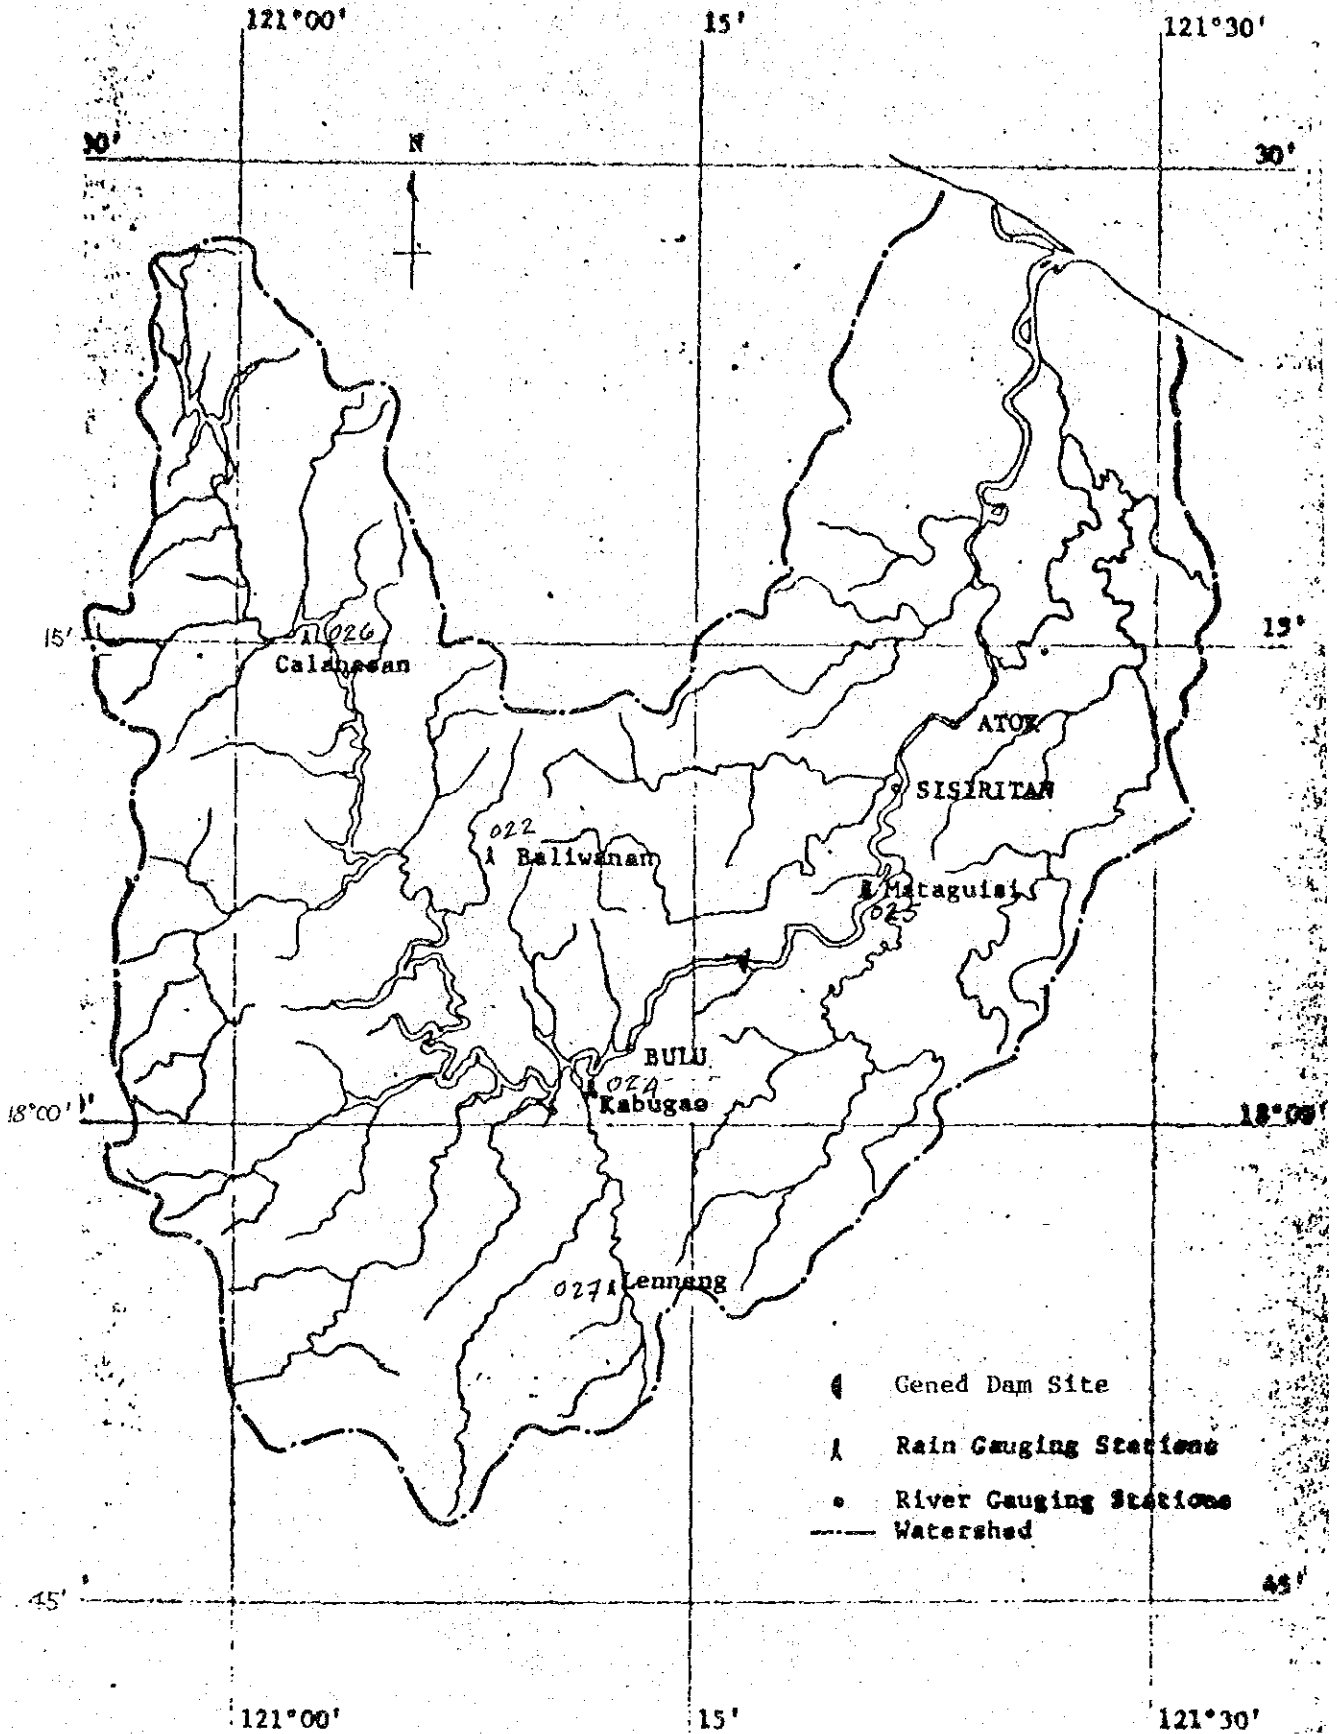 121°00'
15'
121°30'
30'
N
30'
15'
026
15'
Calanasan
ATOK
SISIRITAN
022
Baliwanan
Mataguisi
025
BULU
024
18°00'
Kabugao
18°00'
027
Lennang
Gened Dam Site
Rain Gauging Stations
River Gauging Stations
Watershed
45'
45'
121°00'
15'
121°30'